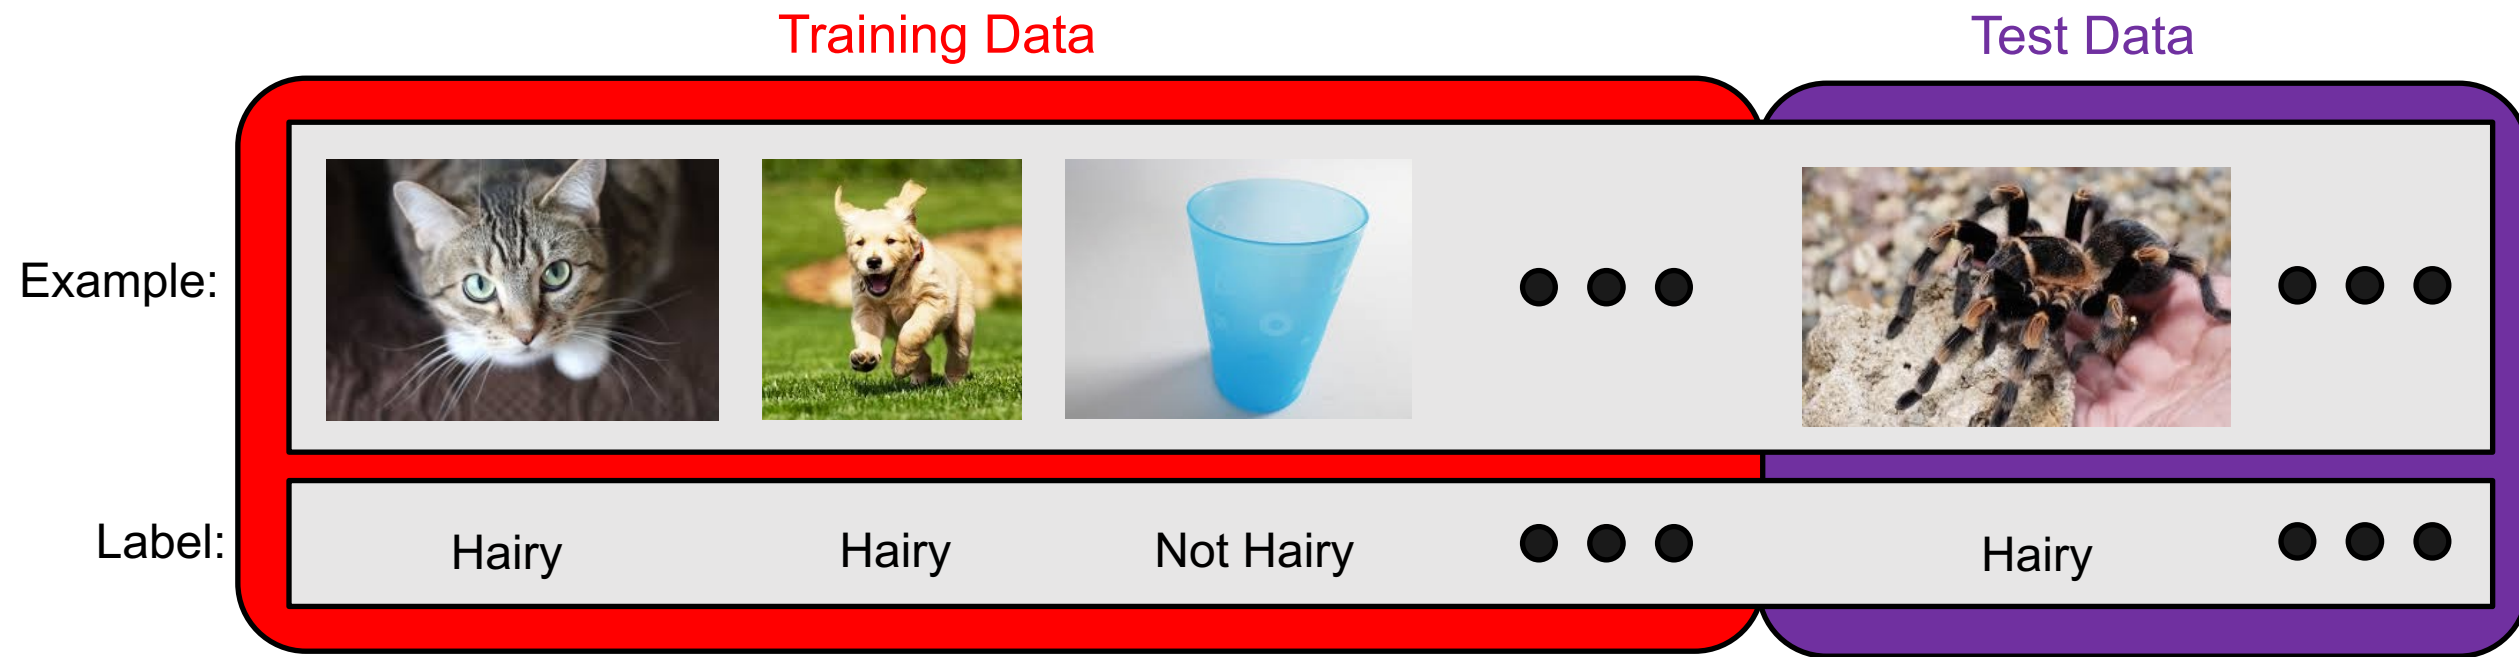 Training Data
Test Data
Example:
Label:
Hairy
Hairy
Not Hairy
Hairy